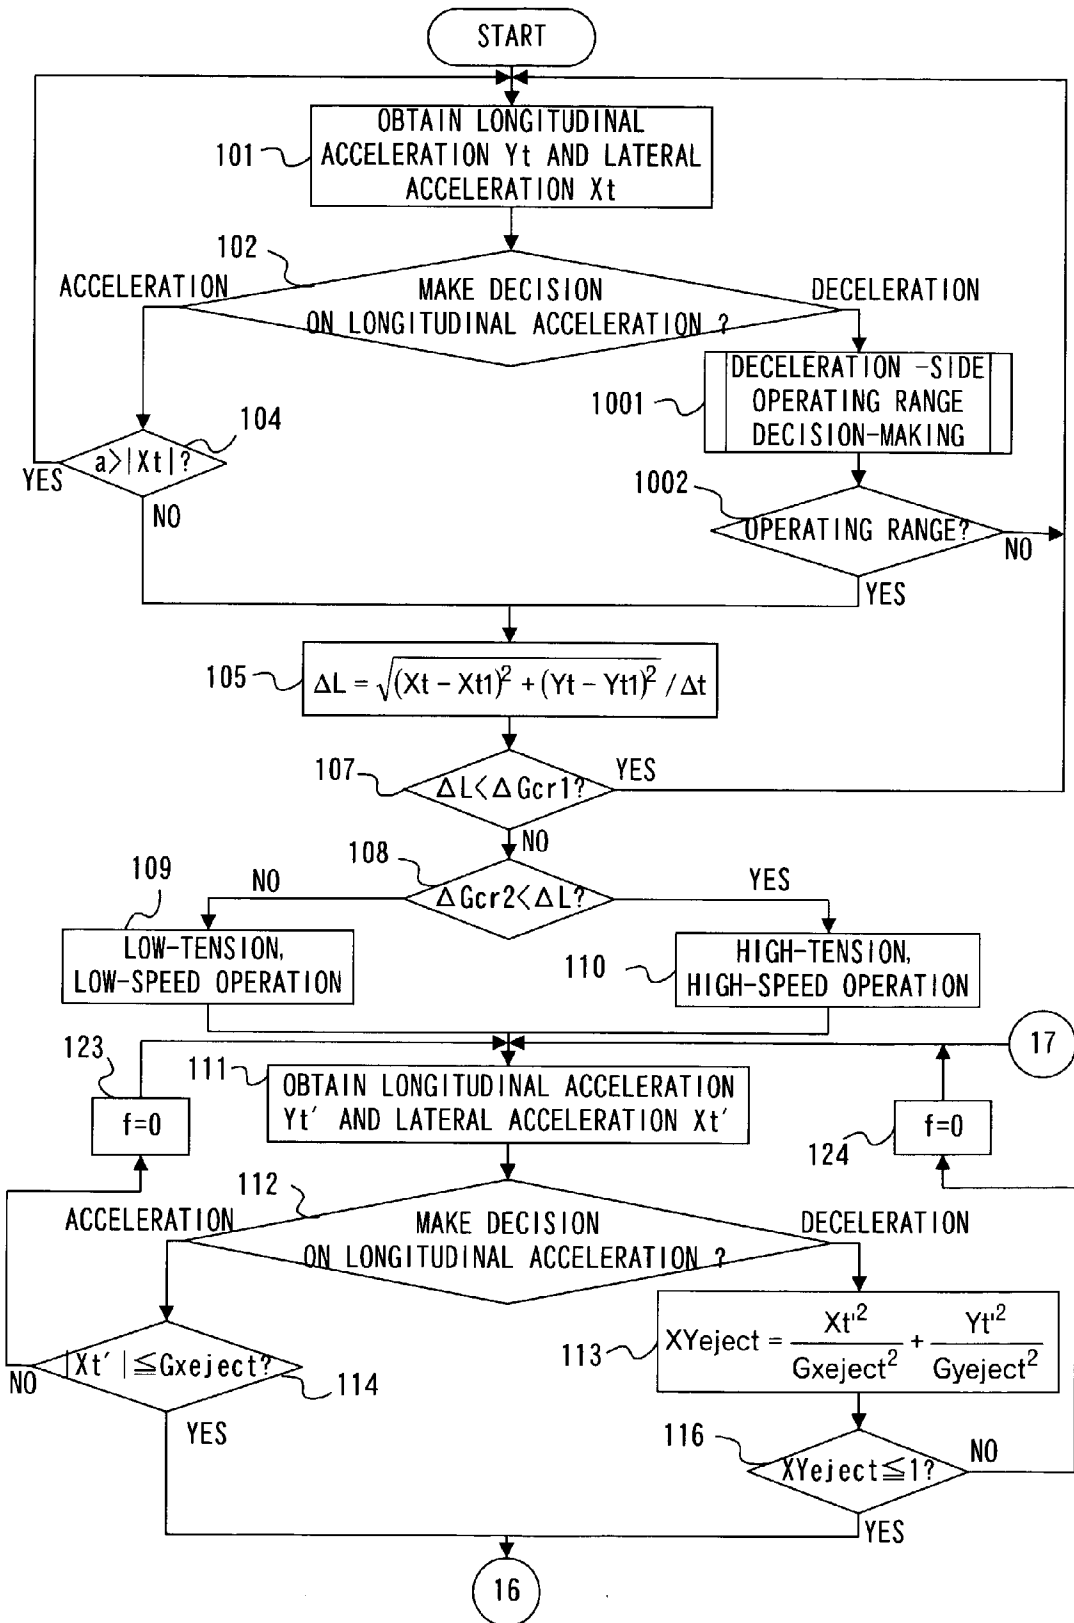 START
OBTAIN LONGITUDINAL
ACCELERATION Yt AND LATERAL
ACCELERATION Xt
101
102
ACCELERATION
MAKE DECISION
ON LONGITUDINAL ACCELERATION ?
DECELERATION
DECELERATION -SIDE
OPERATING RANGE
DECISION-MAKING
1001
104
a>|Xt|?
YES
NO
1002
OPERATING RANGE?
NO
YES
105
ΔL = √(Xt – Xt1)² + (Yt – Yt1)² / Δt
107
ΔL<ΔGcr1?
YES
NO
108
ΔGcr2<ΔL?
NO
YES
109
LOW-TENSION,
LOW-SPEED OPERATION
HIGH-TENSION,
HIGH-SPEED OPERATION
110
17
123
f=0
111
OBTAIN LONGITUDINAL ACCELERATION
Yt′ AND LATERAL ACCELERATION Xt′
f=0
124
112
ACCELERATION
MAKE DECISION
ON LONGITUDINAL ACCELERATION ?
DECELERATION
113
XYeject = Xt'² / Gxeject² + Yt'² / Gyeject²
|Xt′|≦Gxeject?
NO
114
YES
116
XYeject≦1?
NO
YES
16